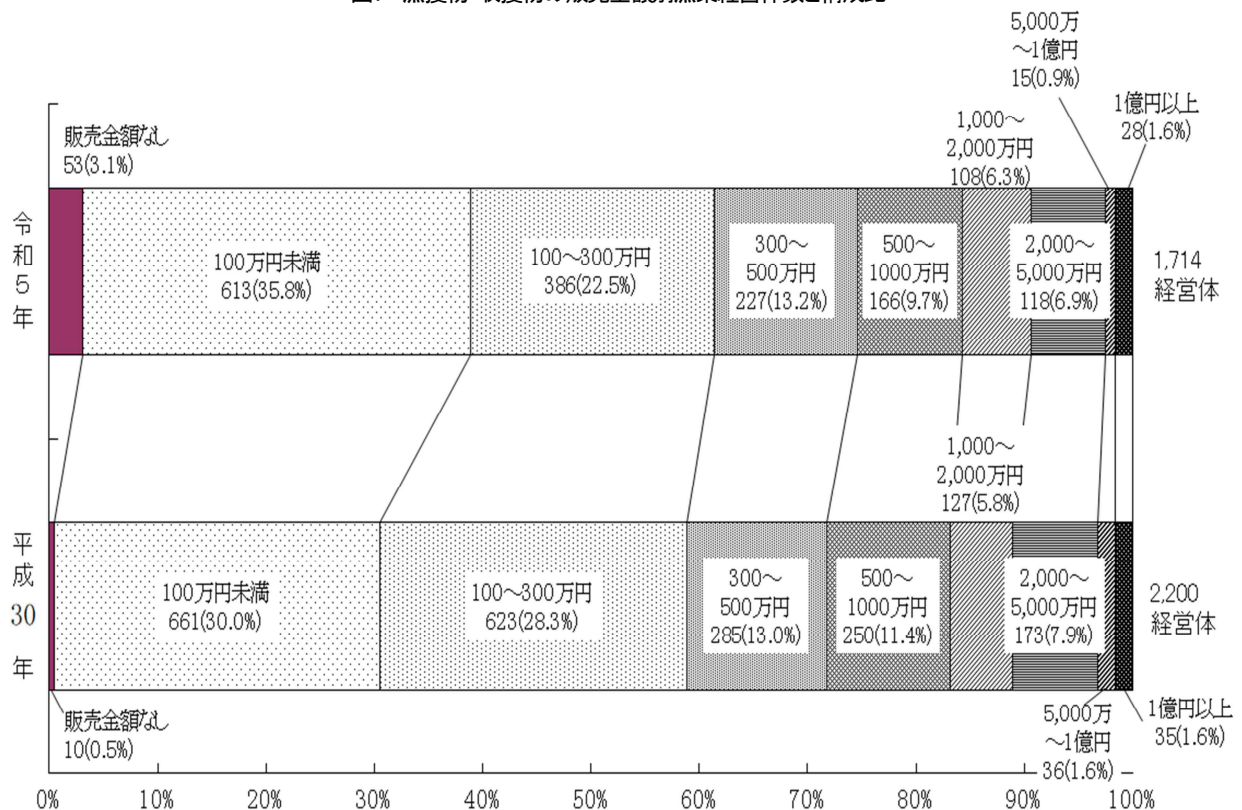 5,000万
～1億円
15(0.9%)
1億円以上
28(1.6%)
1,000～
2,000万円
108(6.3%)
販売金額なし
53(3.1%)
令和5年
100万円未満
613(35.8%)
100～300万円
386(22.5%)
300～
500万円
227(13.2%)
500～
1000万円
166(9.7%)
2,000～
5,000万円
118(6.9%)
1,714
経営体
1,000～
2,000万円
127(5.8%)
平成30年
100万円未満
661(30.0%)
100～300万円
623(28.3%)
300～
500万円
285(13.0%)
500～
1000万円
250(11.4%)
2,000～
5,000万円
173(7.9%)
2,200
経営体
販売金額なし
10(0.5%)
5,000万
～1億円
36(1.6%)
1億円以上
35(1.6%)
0%
10%
20%
30%
40%
50%
60%
70%
80%
90%
100%